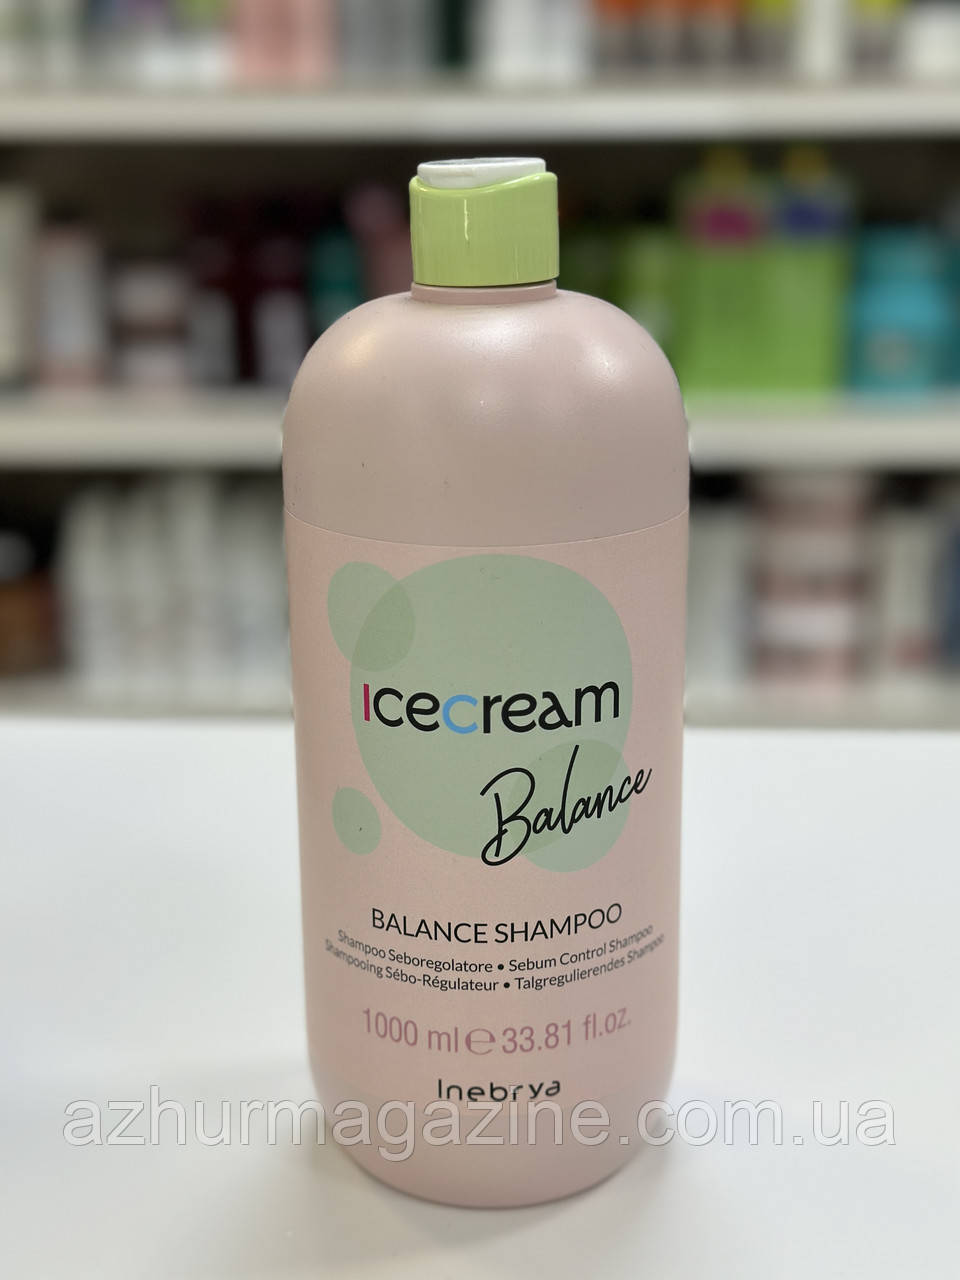 Icecream
Balance
BALANCE SHAMPOO
Shampoo Seboregolatore • Sebum Control Shampoo
Shampooing Sébo-Régulateur • Talgregulierendes Shampoo
1000 ml ℮ 33.81 fl.oz.
Inebrya
azhurmagazine.com.ua